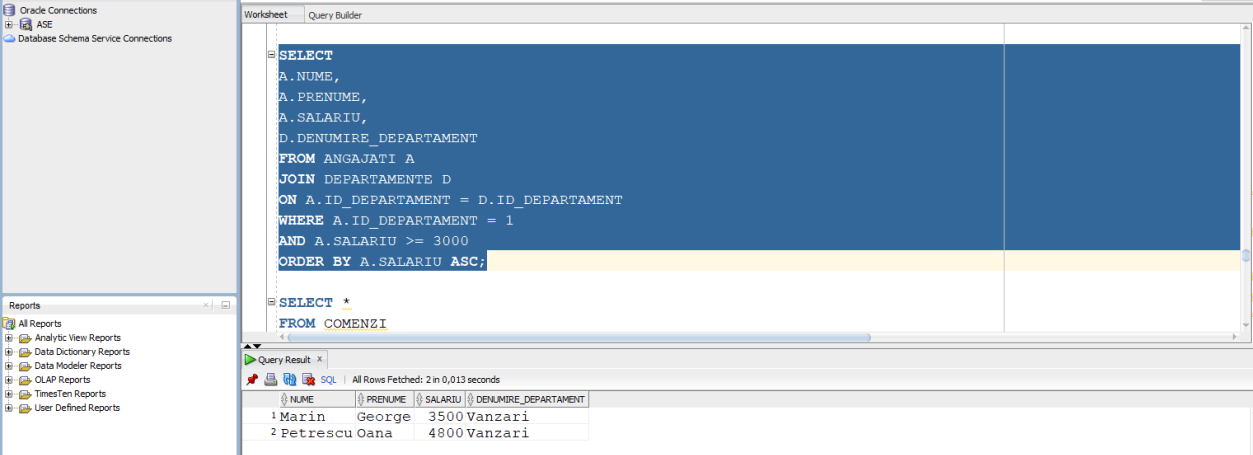 Oracle Connections
ASE
Database Schema Service Connections
Reports
All Reports
Analytic View Reports
Data Dictionary Reports
Data Modeler Reports
OLAP Reports
TimesTen Reports
User Defined Reports
Worksheet Query Builder
SELECT
A.NUME,
A.PRENUME,
A.SALARIU,
D.DENUMIRE_DEPARTAMENT
FROM ANGAJATI A
JOIN DEPARTAMENTE D
ON A.ID_DEPARTAMENT = D.ID_DEPARTAMENT
WHERE A.ID_DEPARTAMENT = 1
AND A.SALARIU >= 3000
ORDER BY A.SALARIU ASC;
SELECT *
FROM COMENZI
Query Result x
SQL | All Rows Fetched: 2 in 0,013 seconds
NUME PRENUME SALARIU DENUMIRE_DEPARTAMENT
1 Marin George 3500 Vanzari
2 Petrescu Oana 4800 Vanzari